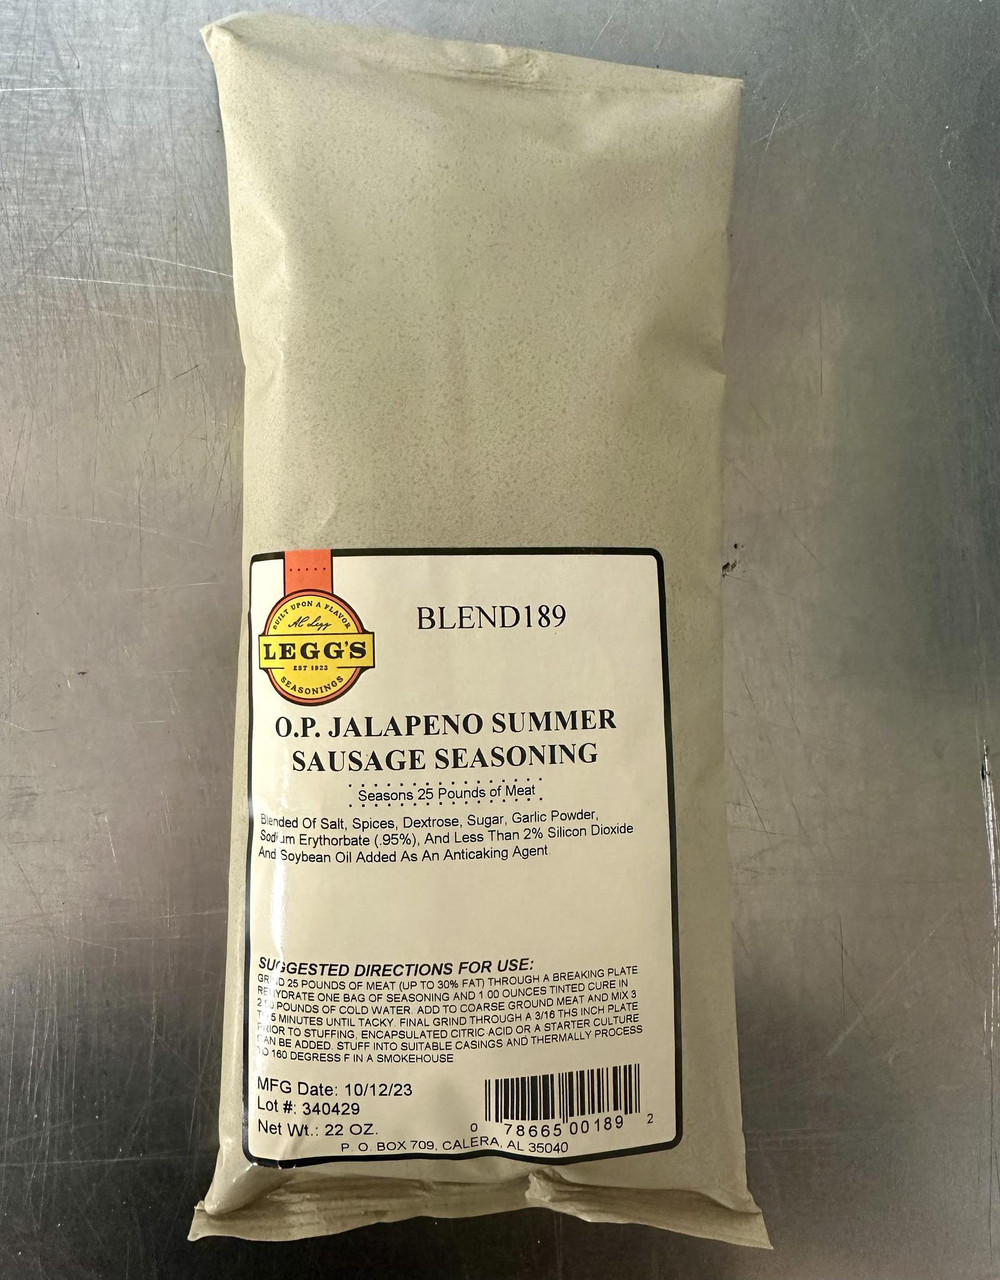 BUILT UPON A FLAVOR
AC Legg
LEGG'S
EST 1923
SEASONINGS
BLEND189
O.P. JALAPENO SUMMER
SAUSAGE SEASONING
Seasons 25 Pounds of Meat
Blended Of Salt, Spices, Dextrose, Sugar, Garlic Powder,
Sodium Erythorbate (.95%), And Less Than 2% Silicon Dioxide
And Soybean Oil Added As An Anticaking Agent
SUGGESTED DIRECTIONS FOR USE:
GRIND 25 POUNDS OF MEAT (UP TO 30% FAT) THROUGH A BREAKING PLATE
REHYDRATE ONE BAG OF SEASONING AND 1 00 OUNCES TINTED CURE IN
2.50 POUNDS OF COLD WATER. ADD TO COARSE GROUND MEAT AND MIX 3
TO 5 MINUTES UNTIL TACKY. FINAL GRIND THROUGH A 3/16 THS INCH PLATE
PRIOR TO STUFFING, ENCAPSULATED CITRIC ACID OR A STARTER CULTURE
CAN BE ADDED. STUFF INTO SUITABLE CASINGS AND THERMALLY PROCESS
TO 160 DEGRESS F IN A SMOKEHOUSE
MFG Date: 10/12/23
Lot #: 340429
Net Wt.: 22 OZ.
0 78665 00189 2
P. O. BOX 709, CALERA, AL 35040